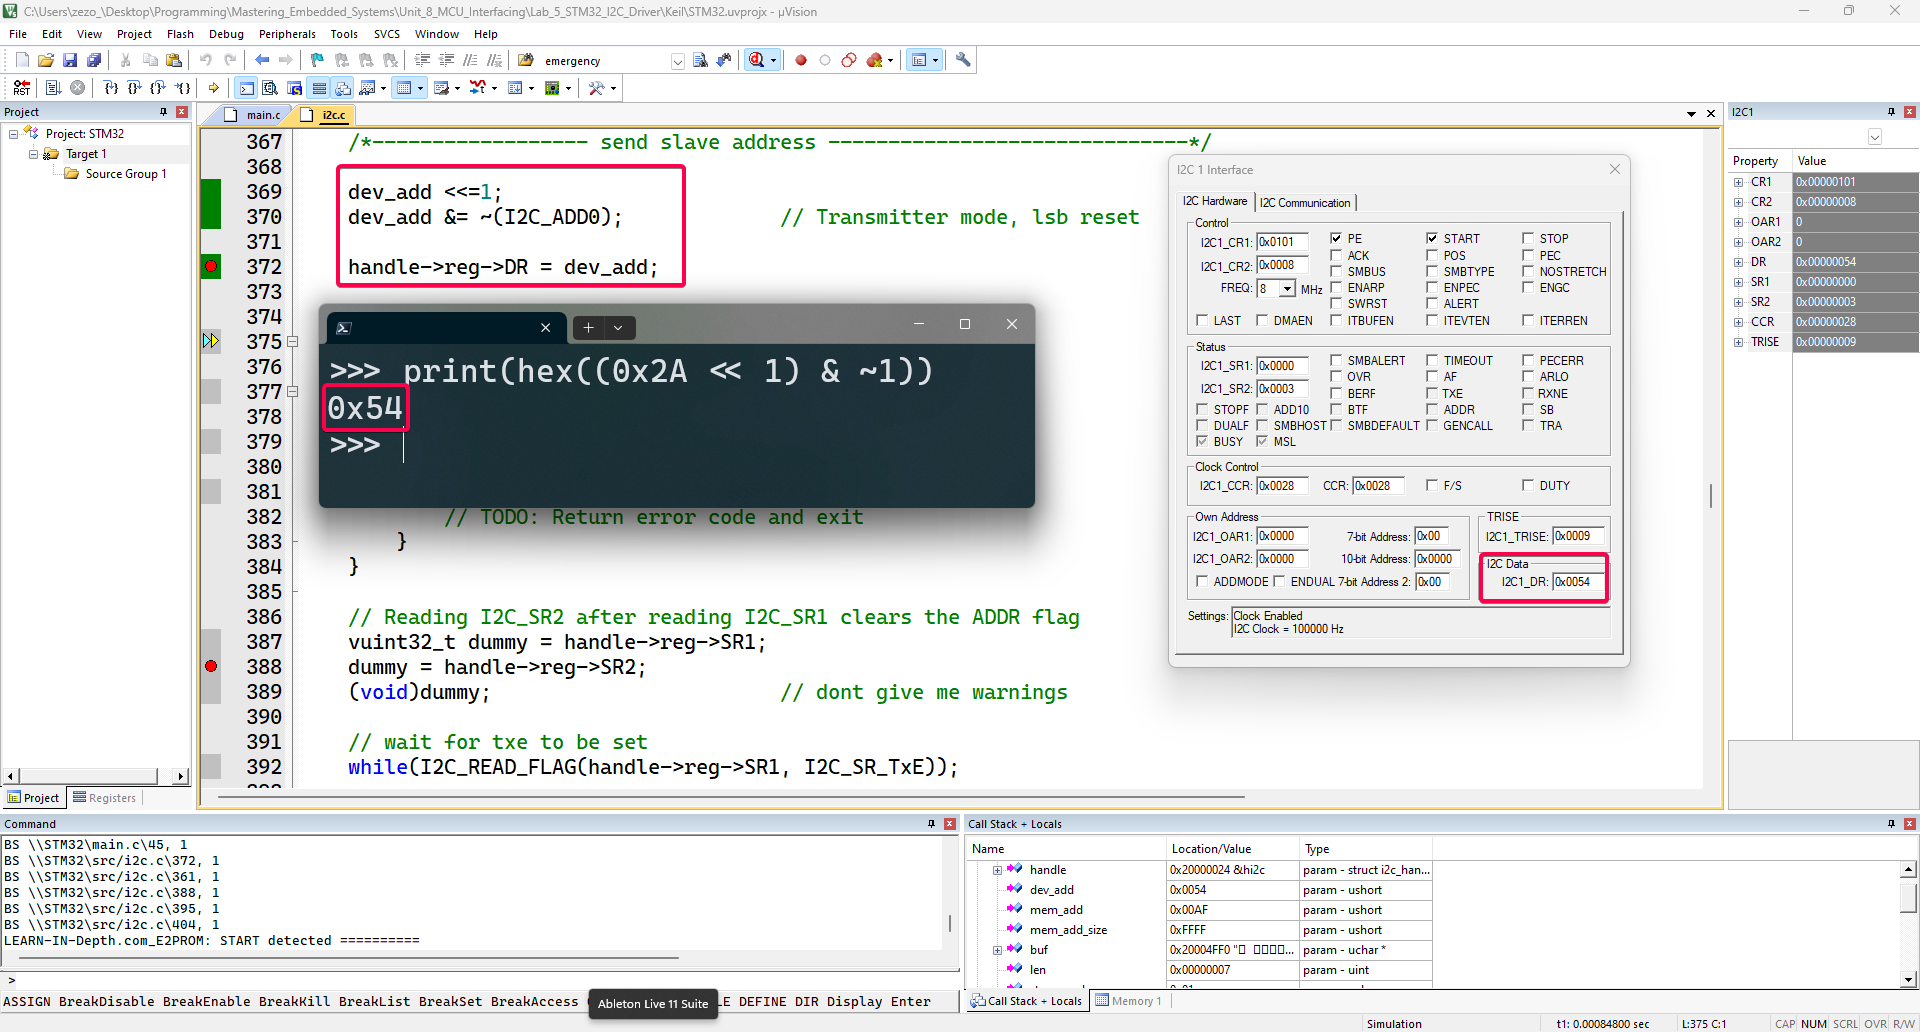 C:\Users\zezo_\Desktop\Programming\Mastering_Embedded_Systems\Unit_8_MCU_Interfacing\Lab_5_STM32_I2C_Driver\Keil\STM32.uvprojx - µVision
File Edit View Project Flash Debug Peripherals Tools SVCS Window Help
emergency
RST
Project
Project: STM32
Target 1
Source Group 1
Project Registers
main.c i2c.c
367 /*------------------ send slave address ------------------------------*/
368
369 dev_add <<=1;
370 dev_add &= ~(I2C_ADD0); // Transmitter mode, lsb reset
371
372 handle->reg->DR = dev_add;
373
374
375
376
377
378
379
380
381
382 // TODO: Return error code and exit
383 }
384 }
385
386 // Reading I2C_SR2 after reading I2C_SR1 clears the ADDR flag
387 vuint32_t dummy = handle->reg->SR1;
388 dummy = handle->reg->SR2;
389 (void)dummy; // dont give me warnings
390
391 // wait for txe to be set
392 while(I2C_READ_FLAG(handle->reg->SR1, I2C_SR_TxE));
>>> print(hex((0x2A << 1) & ~1))
0x54
>>>
I2C 1 Interface
I2C Hardware I2C Communication
Control
I2C1_CR1: 0x0101 PE START STOP
ACK POS PEC
I2C1_CR2: 0x0008 SMBUS SMBTYPE NOSTRETCH
FREQ: 8 MHz ENARP ENPEC ENGC
SWRST ALERT
LAST DMAEN ITBUFEN ITEVTEN ITERREN
Status
I2C1_SR1: 0x0000 SMBALERT TIMEOUT PECERR
OVR AF ARLO
I2C1_SR2: 0x0003 BERF TXE RXNE
STOPF ADD10 BTF ADDR SB
DUALF SMBHOST SMBDEFAULT GENCALL TRA
BUSY MSL
Clock Control
I2C1_CCR: 0x0028 CCR: 0x0028 F/S DUTY
Own Address
I2C1_OAR1: 0x0000 7-bit Address: 0x00
I2C1_OAR2: 0x0000 10-bit Address: 0x0000
ADDMODE ENDUAL 7-bit Address 2: 0x00
TRISE
I2C1_TRISE: 0x0009
I2C Data
I2C1_DR: 0x0054
Settings: Clock Enabled
I2C Clock = 100000 Hz
I2C1
Property Value
CR1 0x00000101
CR2 0x00000008
OAR1 0
OAR2 0
DR 0x00000054
SR1 0x00000000
SR2 0x00000003
CCR 0x00000028
TRISE 0x00000009
Command
BS \\STM32\main.c\45, 1
BS \\STM32\src/i2c.c\372, 1
BS \\STM32\src/i2c.c\361, 1
BS \\STM32\src/i2c.c\388, 1
BS \\STM32\src/i2c.c\395, 1
BS \\STM32\src/i2c.c\404, 1
LEARN-IN-Depth.com_E2PROM: START detected ==========
>
ASSIGN BreakDisable BreakEnable BreakKill BreakList BreakSet BreakAccess
DEFINE DIR Display Enter
Ableton Live 11 Suite
Call Stack + Locals
Name Location/Value Type
handle 0x20000024 &hi2c param - struct i2c_han...
dev_add 0x0054 param - ushort
mem_add 0x00AF param - ushort
mem_add_size 0xFFFF param - ushort
buf 0x20004FF0 "□ □□□□... param - uchar *
len 0x00000007 param - uint
Call Stack + Locals Memory 1
Simulation t1: 0.00084800 sec L:375 C:1 CAP NUM SCRL OVR R/W